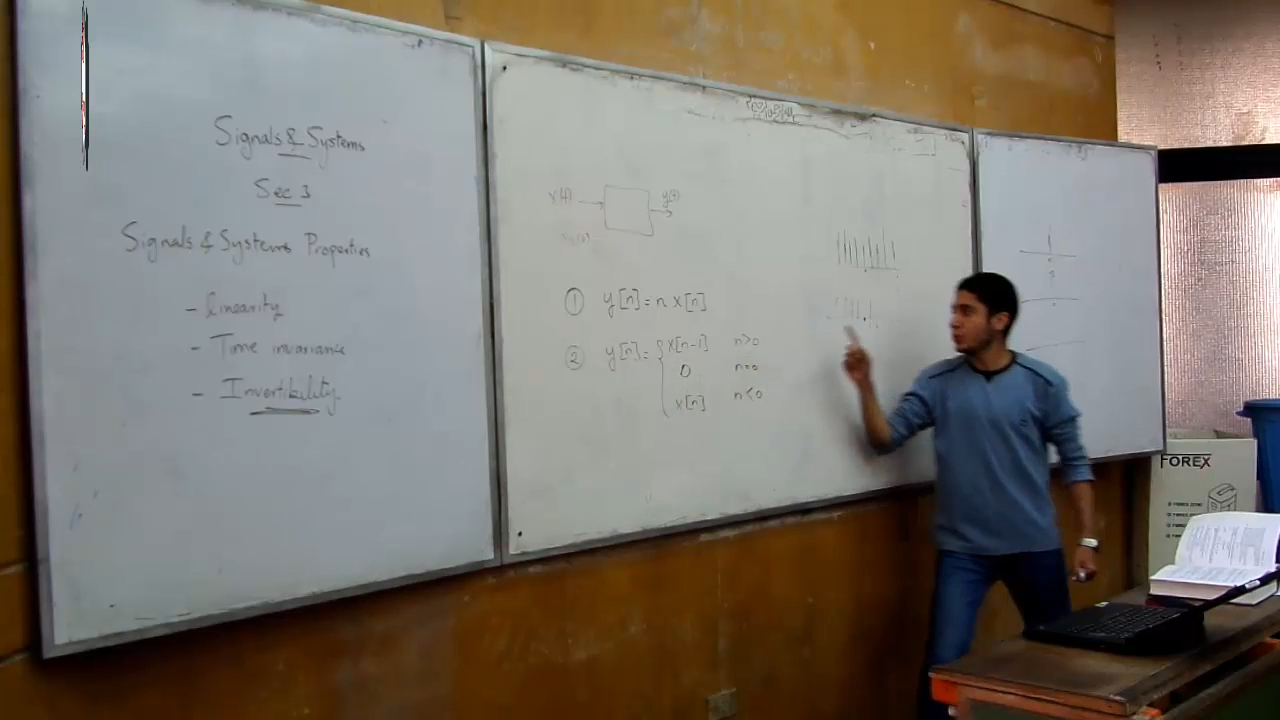 Signals & Systems
Sec 3
Signals & Systems Properties
- linearity
- Time invariance
- Invertibility.
x(t) y(t)
① y[n] = n x[n]
② y[n] = { x[n-1] n>0
0 n=0
x[n] n<0
FOREX